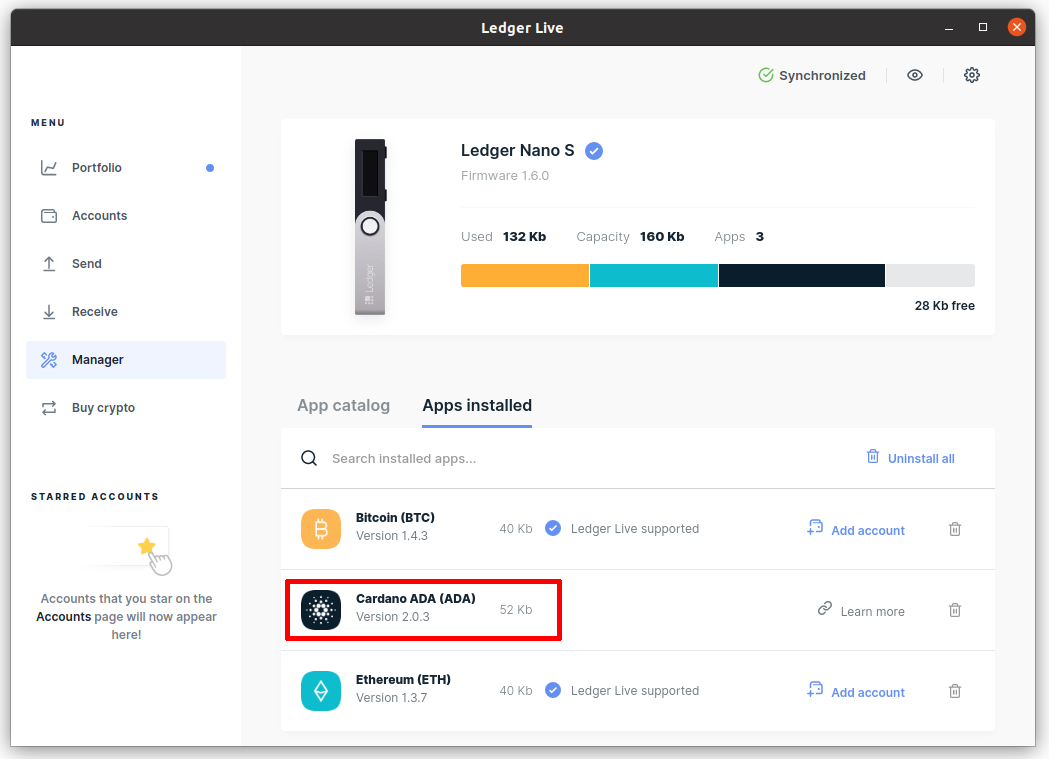 Ledger Live
Synchronized
MENU
Portfolio
Accounts
Send
Receive
Manager
Buy crypto
STARRED ACCOUNTS
Accounts that you star on the
Accounts page will now appear
here!
Ledger Nano S
Firmware 1.6.0
Used 132 Kb Capacity 160 Kb Apps 3
28 Kb free
Ledger
App catalog Apps installed
Search installed apps... Uninstall all
Bitcoin (BTC)
Version 1.4.3
40 Kb Ledger Live supported Add account
Cardano ADA (ADA)
Version 2.0.3
52 Kb Learn more
Ethereum (ETH)
Version 1.3.7
40 Kb Ledger Live supported Add account